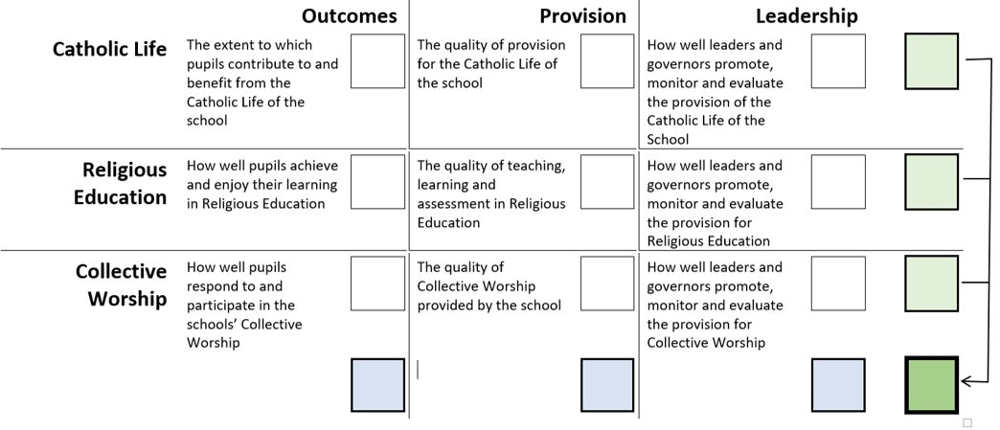 Outcomes
Provision
Leadership
Catholic Life
The extent to which
pupils contribute to and
benefit from the
Catholic Life of the
school
The quality of provision
for the Catholic Life of
the school
How well leaders and
governors promote,
monitor and evaluate
the provision of the
Catholic Life of the
School
Religious
Education
How well pupils achieve
and enjoy their learning
in Religious Education
The quality of teaching,
learning and
assessment in Religious
Education
How well leaders and
governors promote,
monitor and evaluate
the provision for
Religious Education
Collective
Worship
How well pupils
respond to and
participate in the
schools’ Collective
Worship
The quality of
Collective Worship
provided by the school
How well leaders and
governors promote,
monitor and evaluate
the provision for
Collective Worship